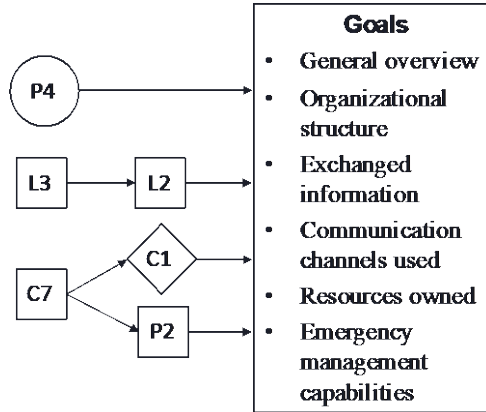 Goals
• General overview
• Organizational
structure
• Exchanged
information
• Communication
channels used
• Resources owned
• Emergency
management
capabilities
P4
L3
L2
C1
C7
P2